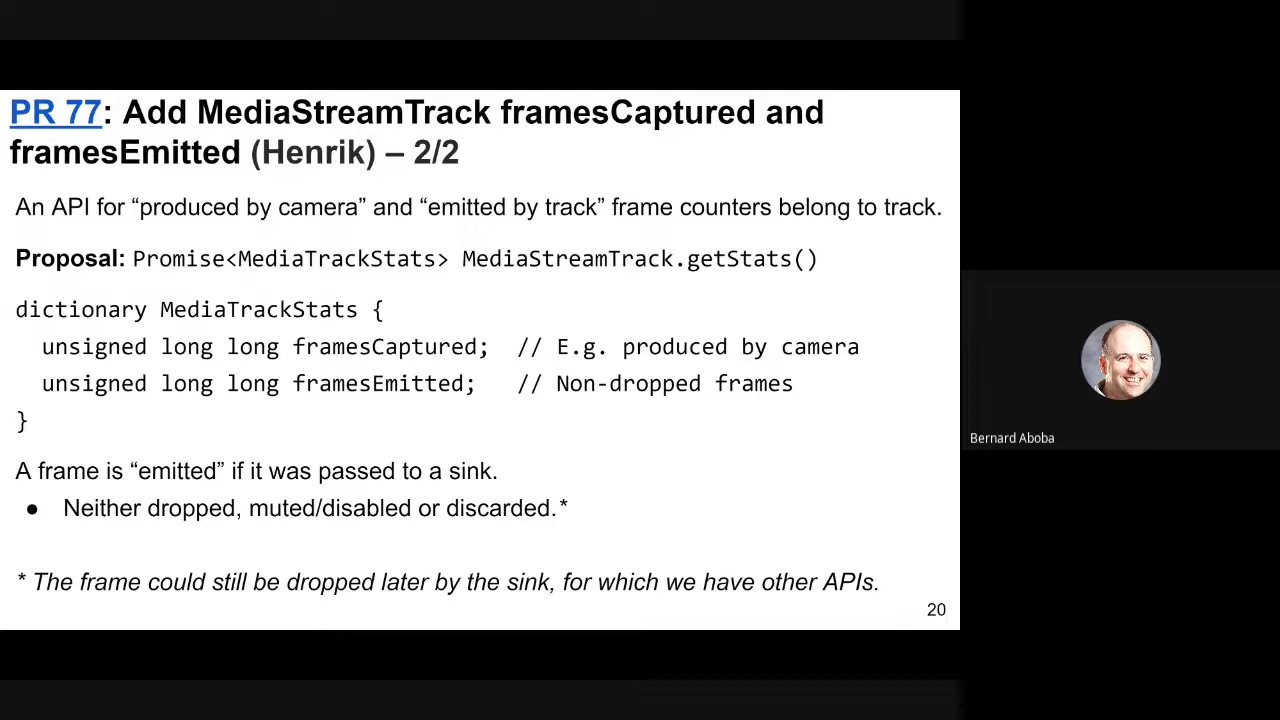 PR 77: Add MediaStreamTrack framesCaptured and
framesEmitted (Henrik) – 2/2
An API for “produced by camera” and “emitted by track” frame counters belong to track.
Proposal: Promise<MediaTrackStats> MediaStreamTrack.getStats()
dictionary MediaTrackStats {
unsigned long long framesCaptured; // E.g. produced by camera
unsigned long long framesEmitted; // Non-dropped frames
}
A frame is “emitted” if it was passed to a sink.
● Neither dropped, muted/disabled or discarded.*
* The frame could still be dropped later by the sink, for which we have other APIs.
20
Bernard Aboba